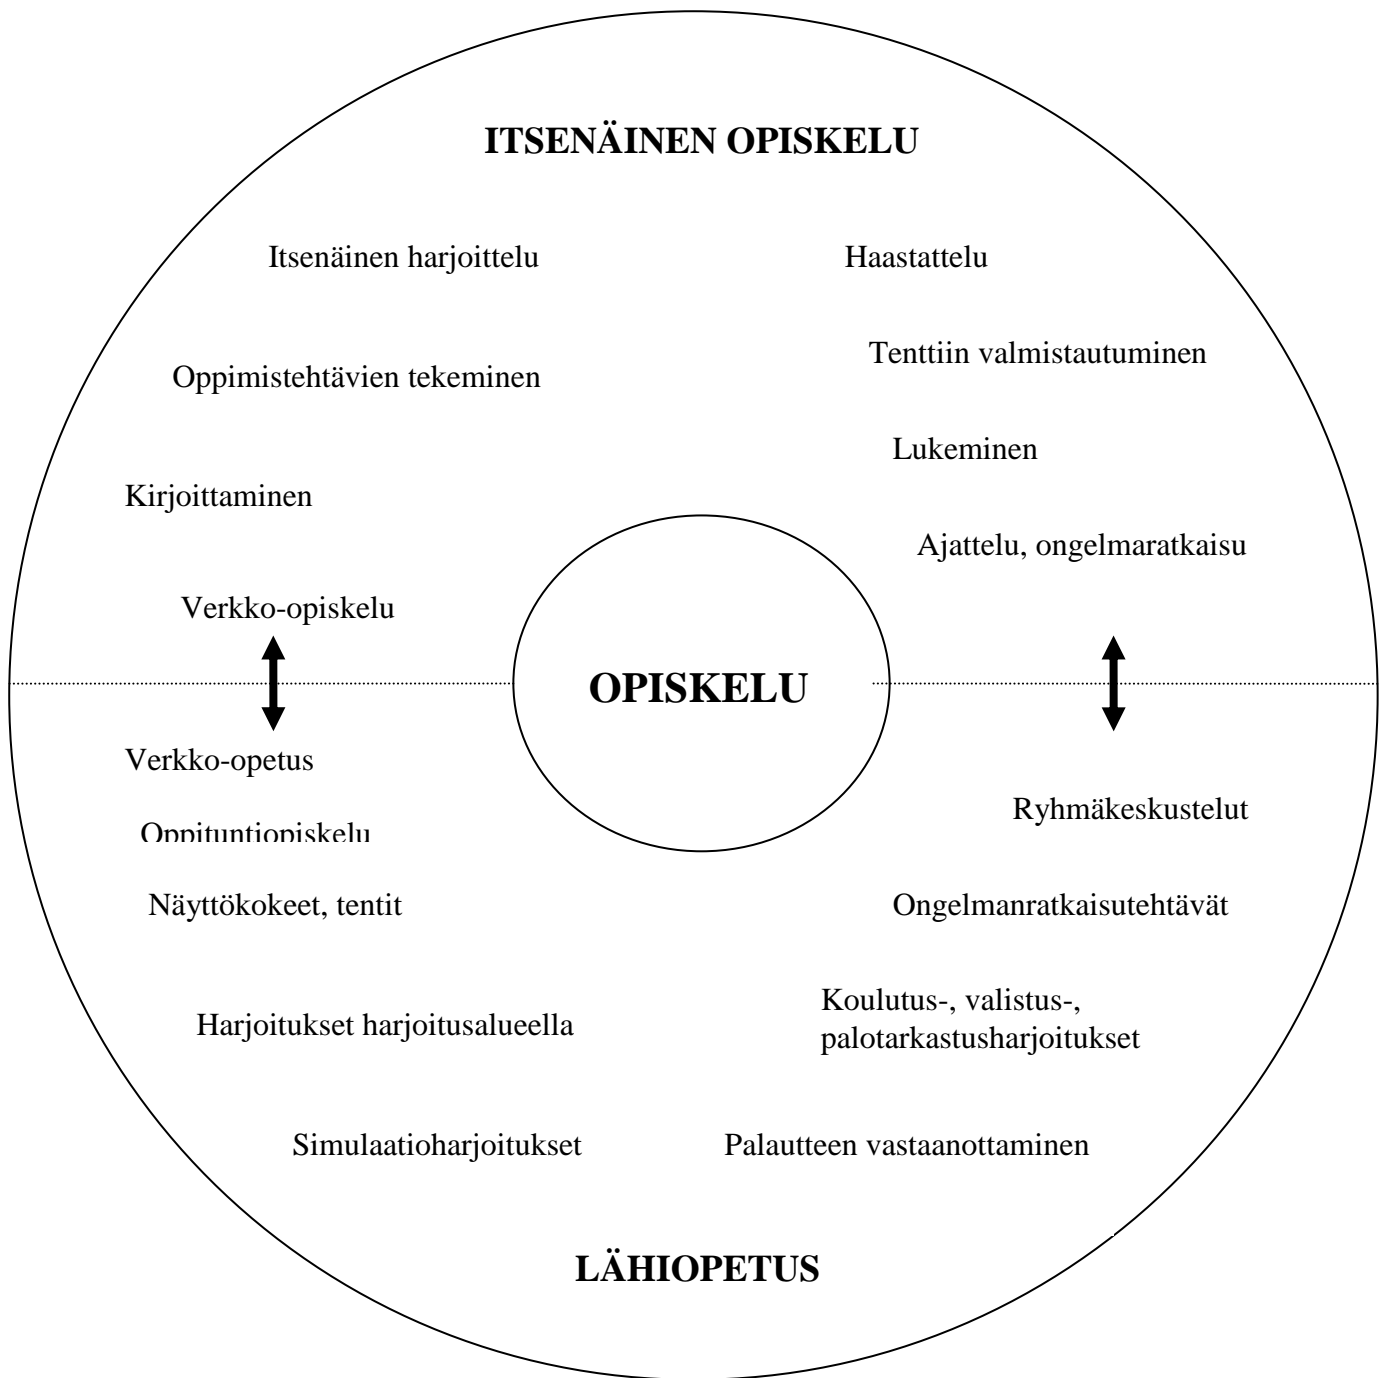 ITSENÄINEN OPISKELU
Itsenäinen harjoittelu
Haastattelu
Tenttiin valmistautuminen
Oppimistehtävien tekeminen
Lukeminen
Kirjoittaminen
Ajattelu, ongelmaratkaisu
Verkko-opiskelu
OPISKELU
Verkko-opetus
Ryhmäkeskustelut
Oppituntiopiskelu
Näyttökokeet, tentit
Ongelmanratkaisutehtävät
Koulutus-, valistus-,
palotarkastusharjoitukset
Harjoitukset harjoitusalueella
Simulaatioharjoitukset
Palautteen vastaanottaminen
LÄHIOPETUS